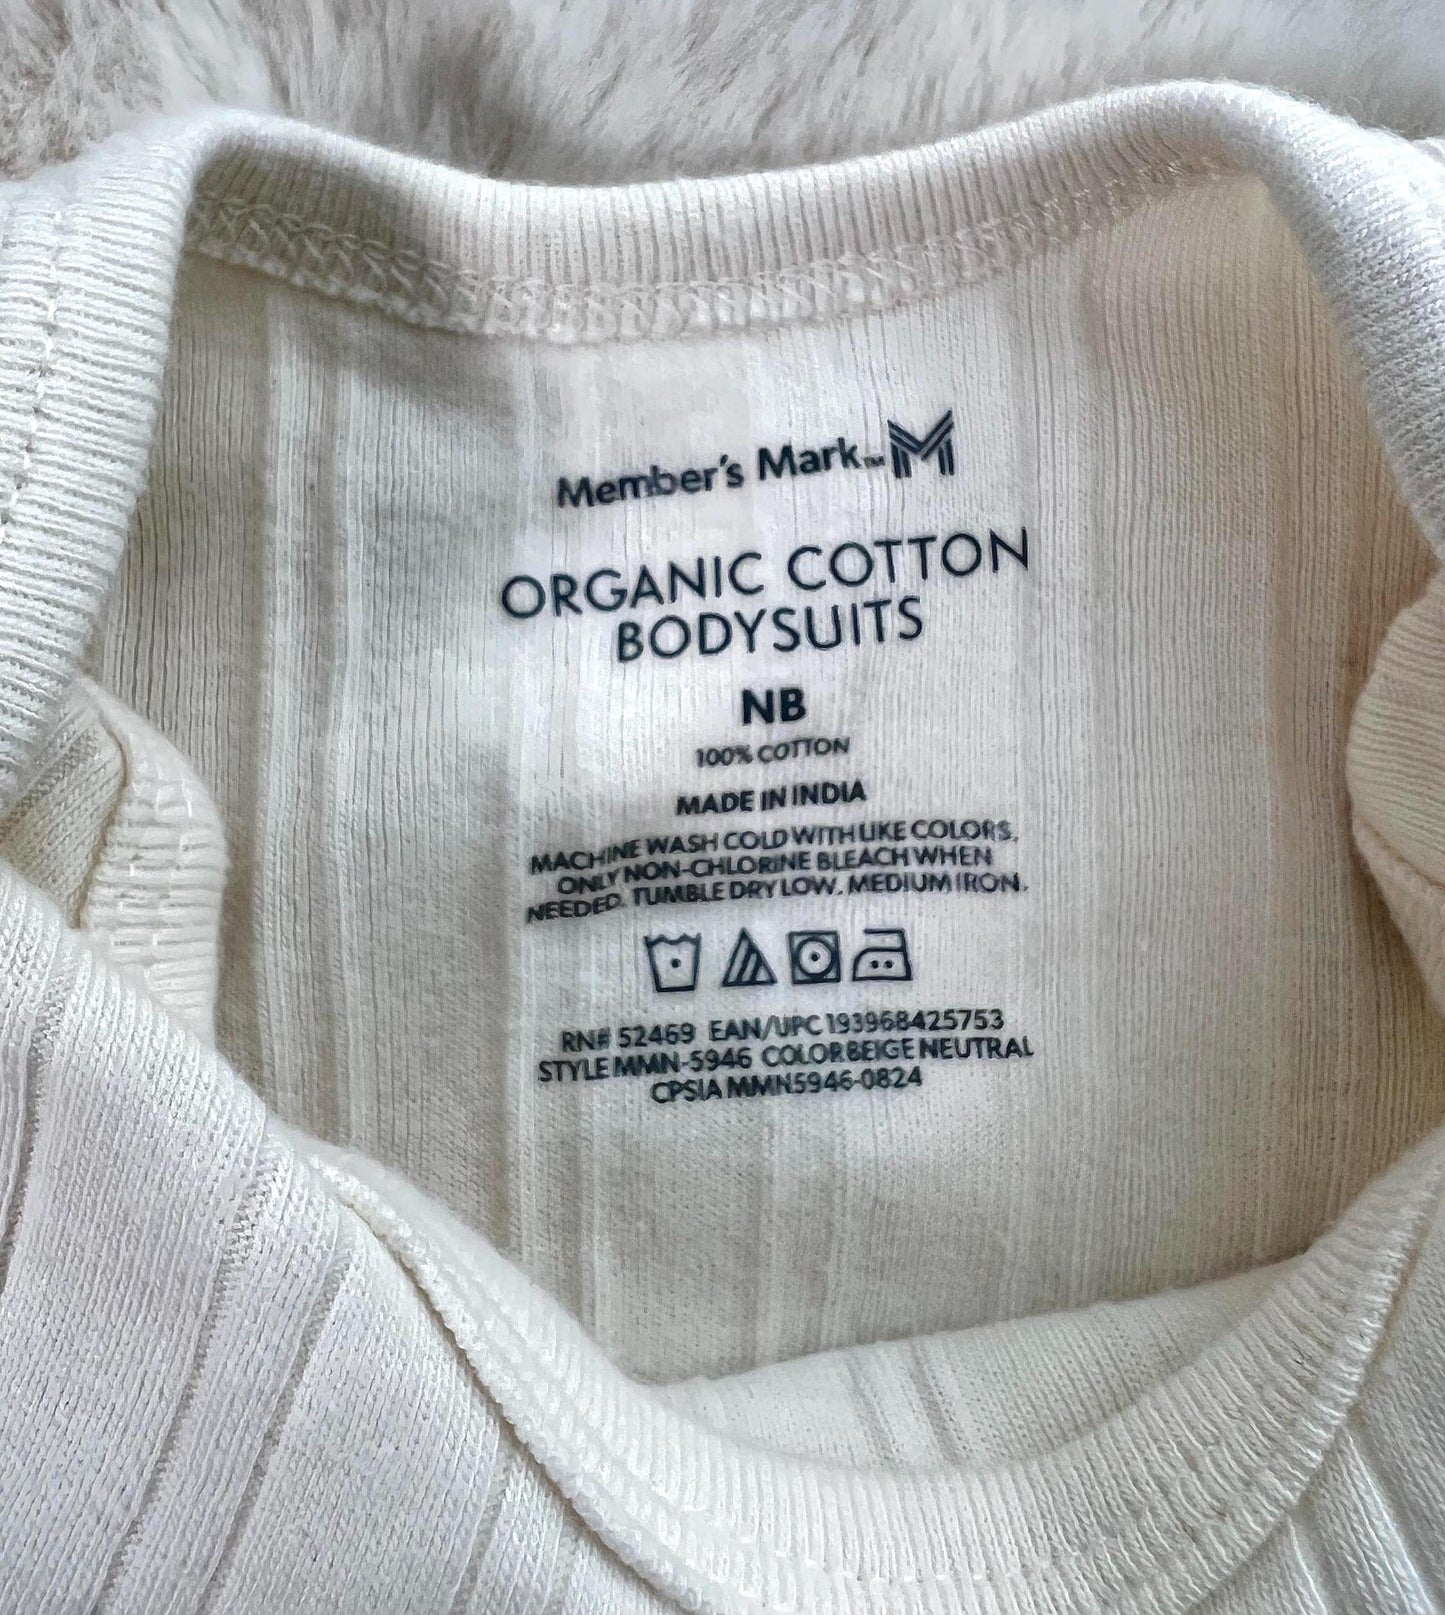 Member's Mark™ M
ORGANIC COTTON
BODYSUITS
NB
100% COTTON
MADE IN INDIA
MACHINE WASH COLD WITH LIKE COLORS,
ONLY NON-CHLORINE BLEACH WHEN
NEEDED. TUMBLE DRY LOW. MEDIUM IRON.
RN# 52469 EAN/UPC 193968425753
STYLE MMN-5946 COLOR BEIGE NEUTRAL
CPSIA MMN5946-0824